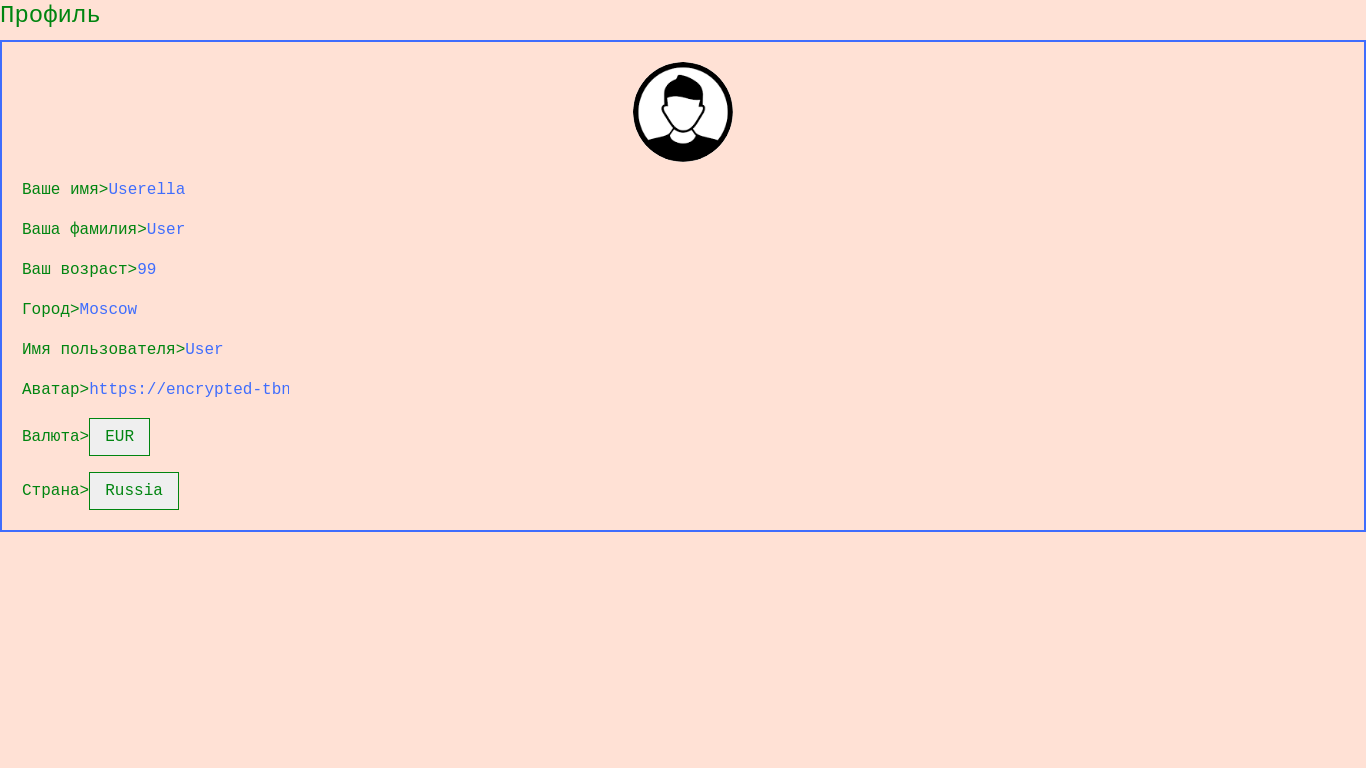 Профиль
Ваше имя>Userella
Ваша фамилия>User
Ваш возраст>99
Город>Moscow
Имя пользователя>User
Аватар>https://encrypted-tbn
Валюта> EUR
Страна> Russia